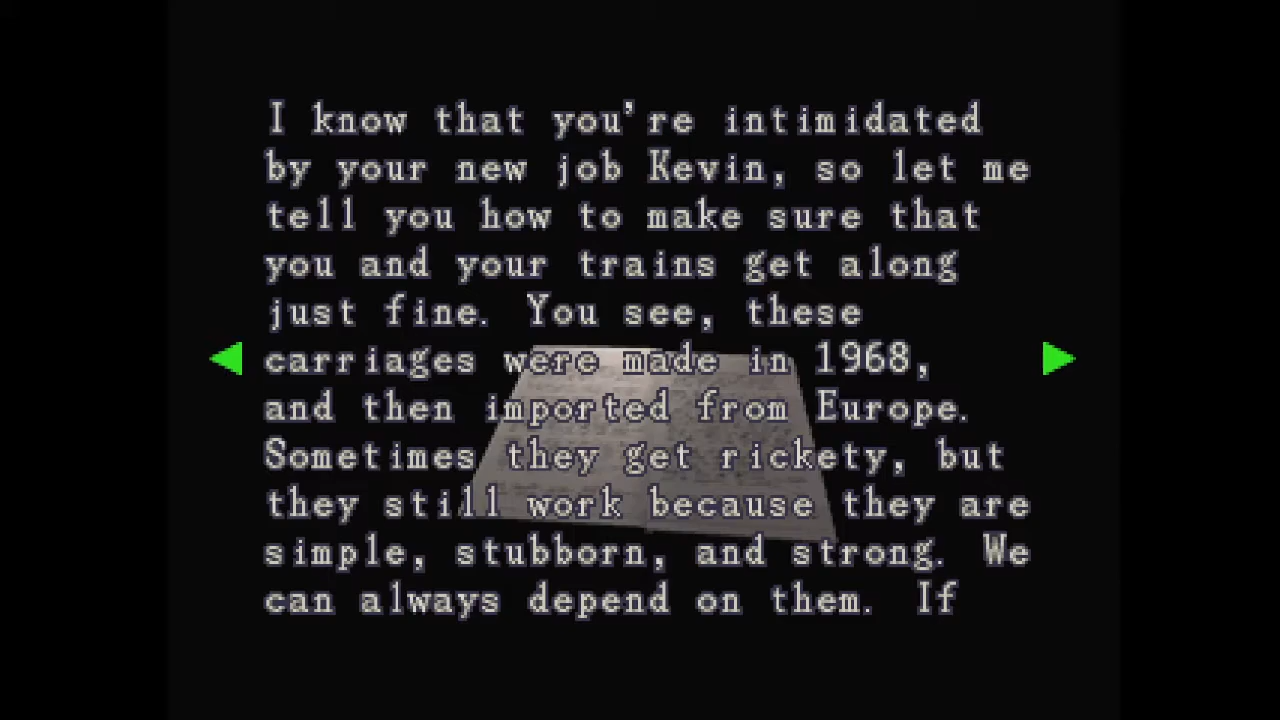 I know that you're intimidated
by your new job Kevin, so let me
tell you how to make sure that
you and your trains get along
just fine. You see, these
carriages were made in 1968,
and then imported from Europe.
Sometimes they get rickety, but
they still work because they are
simple, stubborn, and strong. We
can always depend on them. If